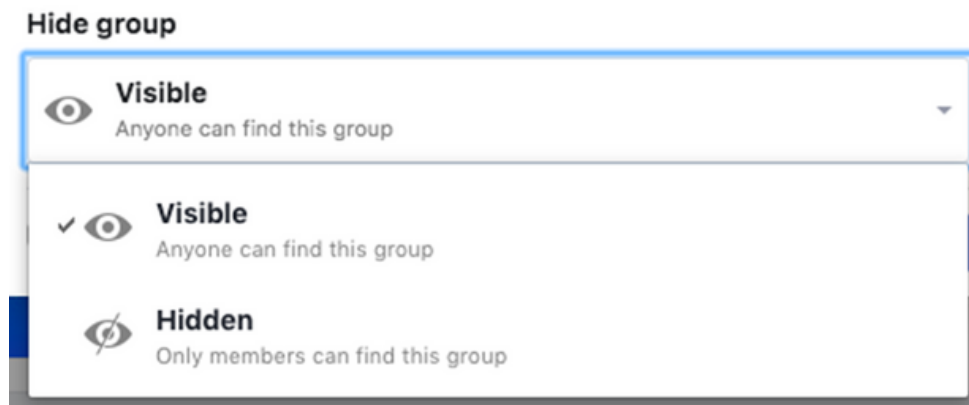 Hide group
Visible
Anyone can find this group
Visible
Anyone can find this group
Hidden
Only members can find this group